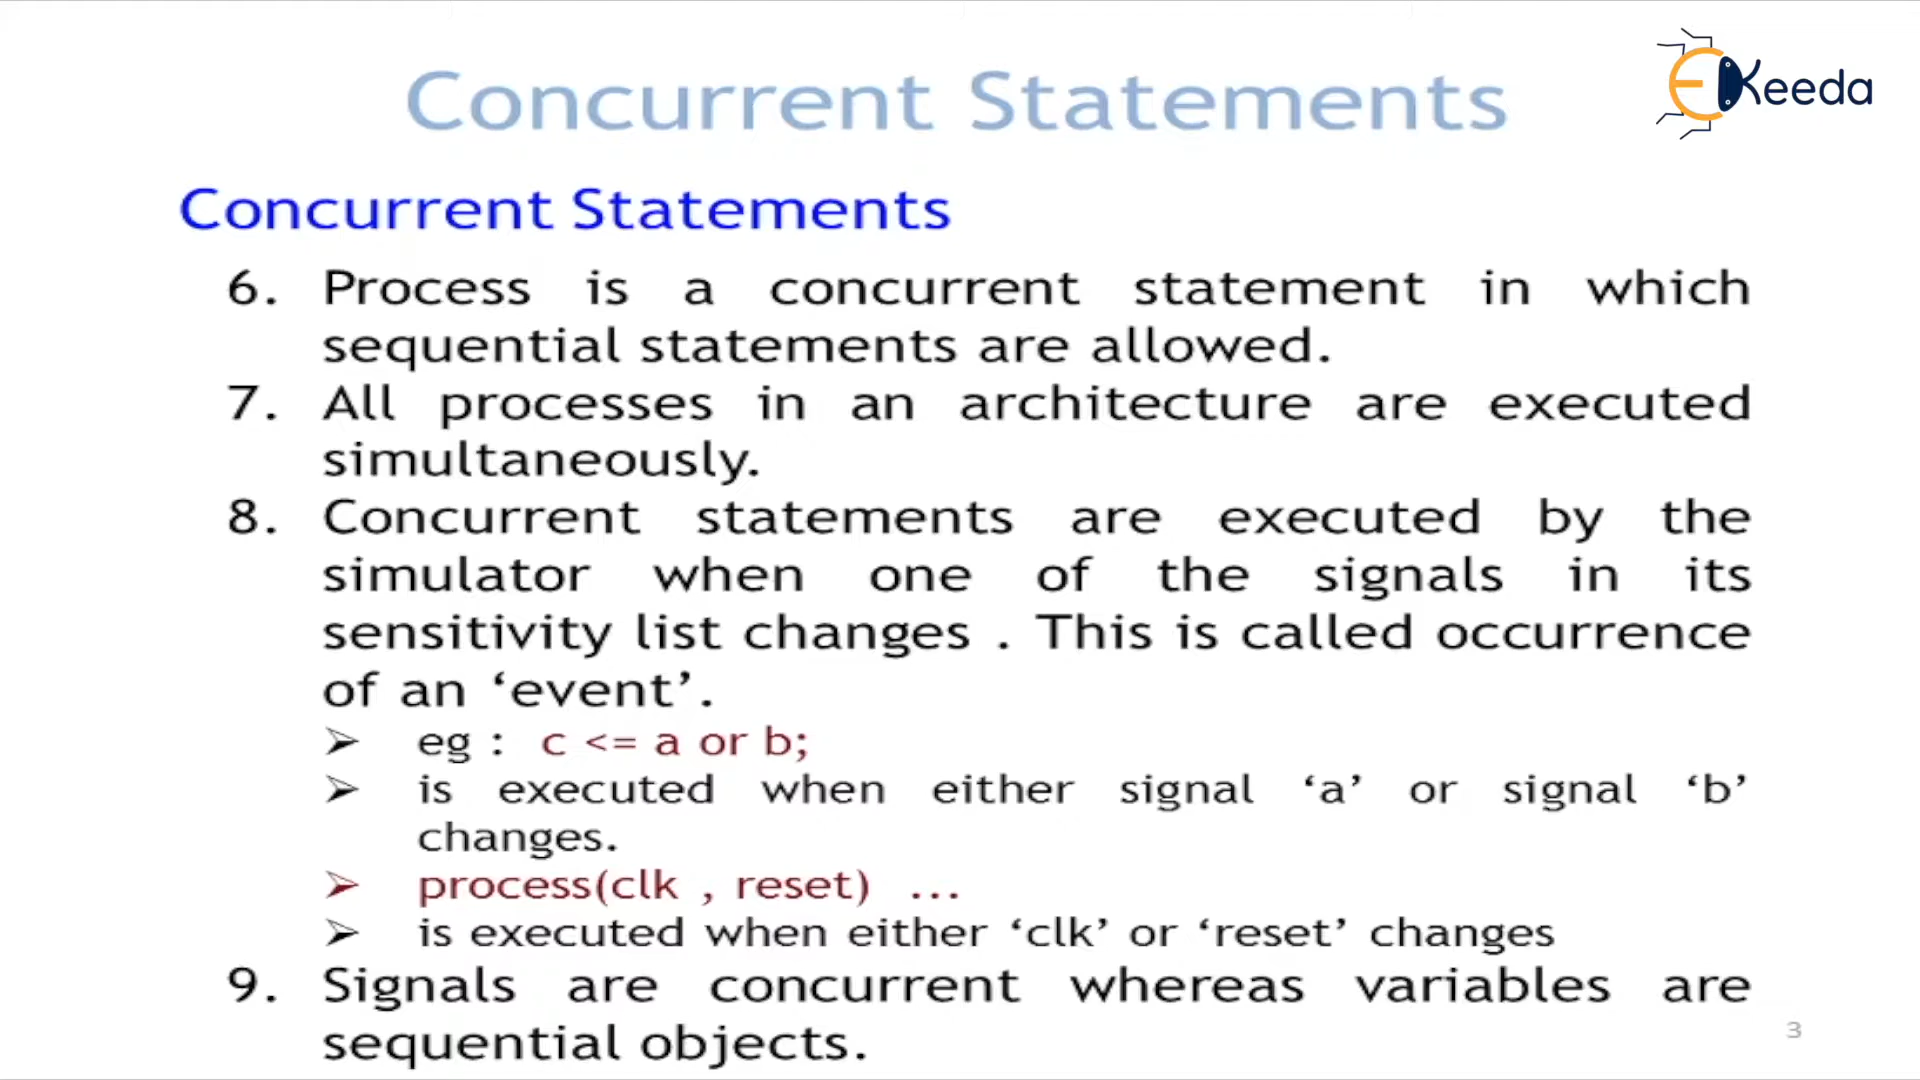 Concurrent Statements
EKeeda
Concurrent Statements
6. Process is a concurrent statement in which
sequential statements are allowed.
7. All processes in an architecture are executed
simultaneously.
8. Concurrent statements are executed by the
simulator when one of the signals in its
sensitivity list changes . This is called occurrence
of an ‘event’.
➢ eg : c <= a or b;
➢ is executed when either signal ‘a’ or signal ‘b’
changes.
➢ process(clk , reset) ...
➢ is executed when either ‘clk’ or ‘reset’ changes
9. Signals are concurrent whereas variables are
sequential objects.
3